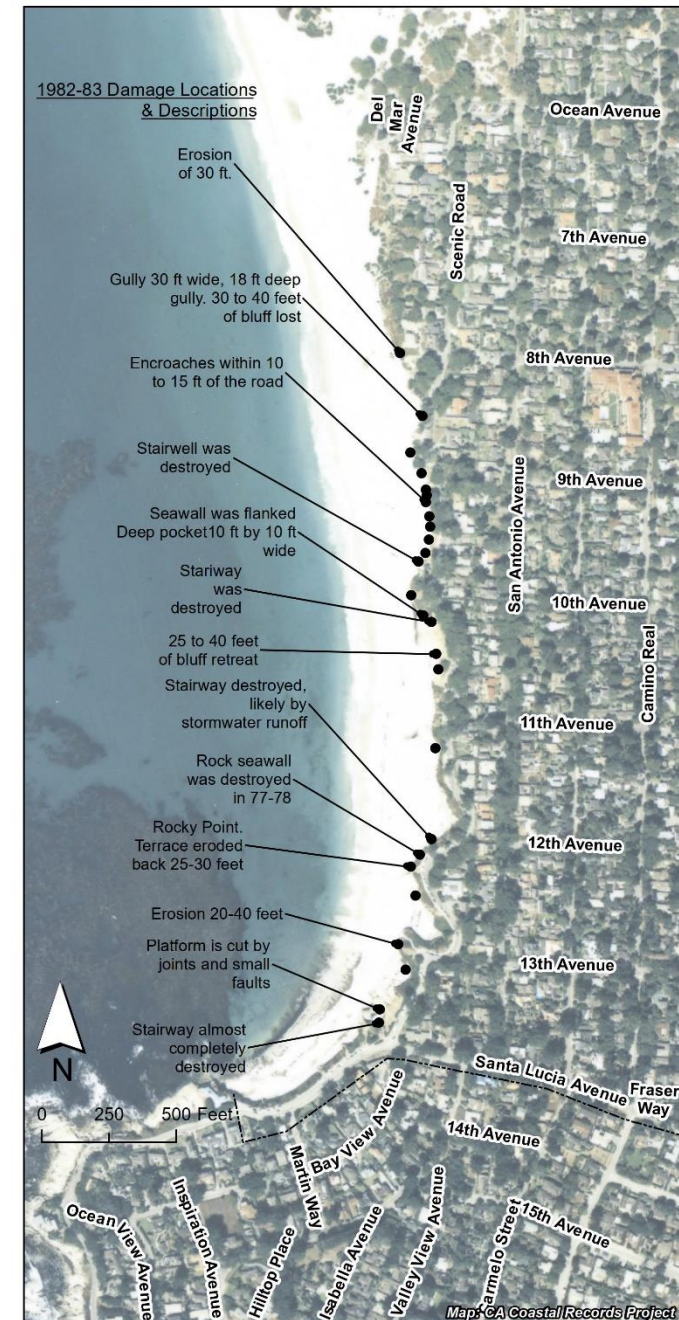 1982-83 Damage Locations
& Descriptions
Erosion
of 30 ft.
Gully 30 ft wide, 18 ft deep
gully. 30 to 40 feet
of bluff lost
Encroaches within 10
to 15 ft of the road
Stairwell was
destroyed
Seawall was flanked
Deep pocket10 ft by 10 ft
wide
Stariway
was
destroyed
25 to 40 feet
of bluff retreat
Stairway destroyed,
likely by
stormwater runoff
Rock seawall
was destroyed
in 77-78
Rocky Point.
Terrace eroded
back 25-30 feet
Erosion 20-40 feet
Platform is cut by
joints and small
faults
Stairway almost
completely
destroyed
N
0 250 500 Feet
Del
Mar
Avenue
Ocean Avenue
Scenic Road
7th Avenue
8th Avenue
9th Avenue
San Antonio Avenue
10th Avenue
Camino Real
11th Avenue
12th Avenue
13th Avenue
Santa Lucia Avenue
Fraser
Way
14th Avenue
Bay View Avenue
Martin Way
15th Avenue
Ocean View Avenue
Inspiration Avenue
Hilltop Place
Isabella Avenue
Valley View Avenue
Carmelo Street
Map: CA Coastal Records Project